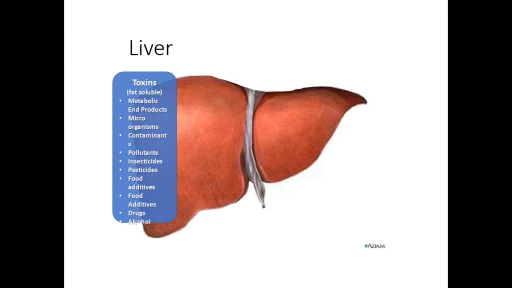 Liver
Toxins
(fat soluble)
• Metabolic
End Products
• Micro
organisms
• Contaminant
s
• Pollutants
• Insecticides
• Pesticides
• Food
additives
• Food
Additives
• Drugs
• Alcohol
ADAM